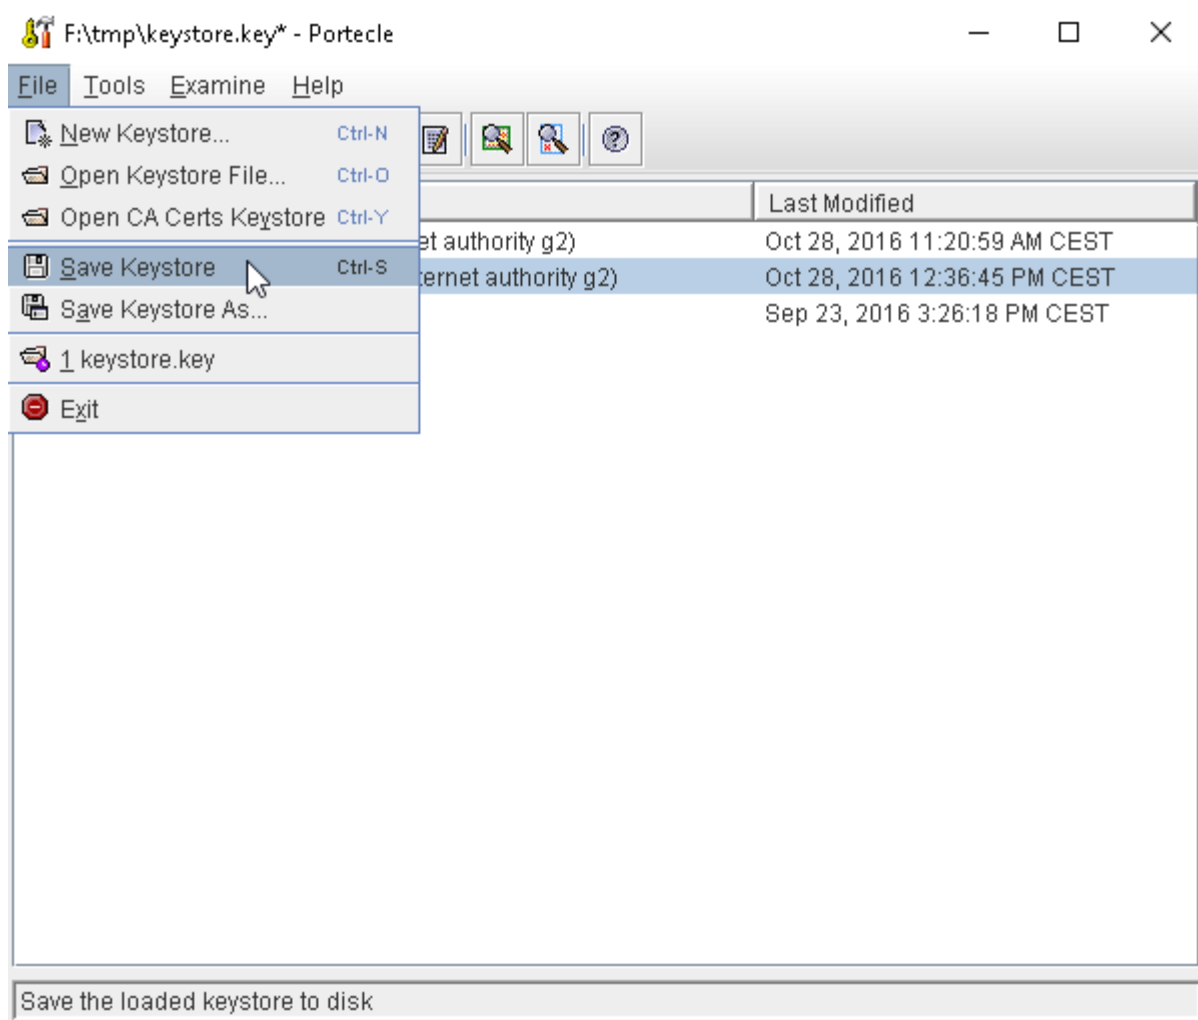 F:\tmp\keystore.key* - Portecle
File Tools Examine Help
New Keystore... Ctrl-N
Open Keystore File... Ctrl-O
Open CA Certs Keystore Ctrl-Y
Last Modified
et authority g2) Oct 28, 2016 11:20:59 AM CEST
Save Keystore Ctrl-S
ernet authority g2) Oct 28, 2016 12:36:45 PM CEST
Save Keystore As...
Sep 23, 2016 3:26:18 PM CEST
1 keystore.key
Exit
Save the loaded keystore to disk